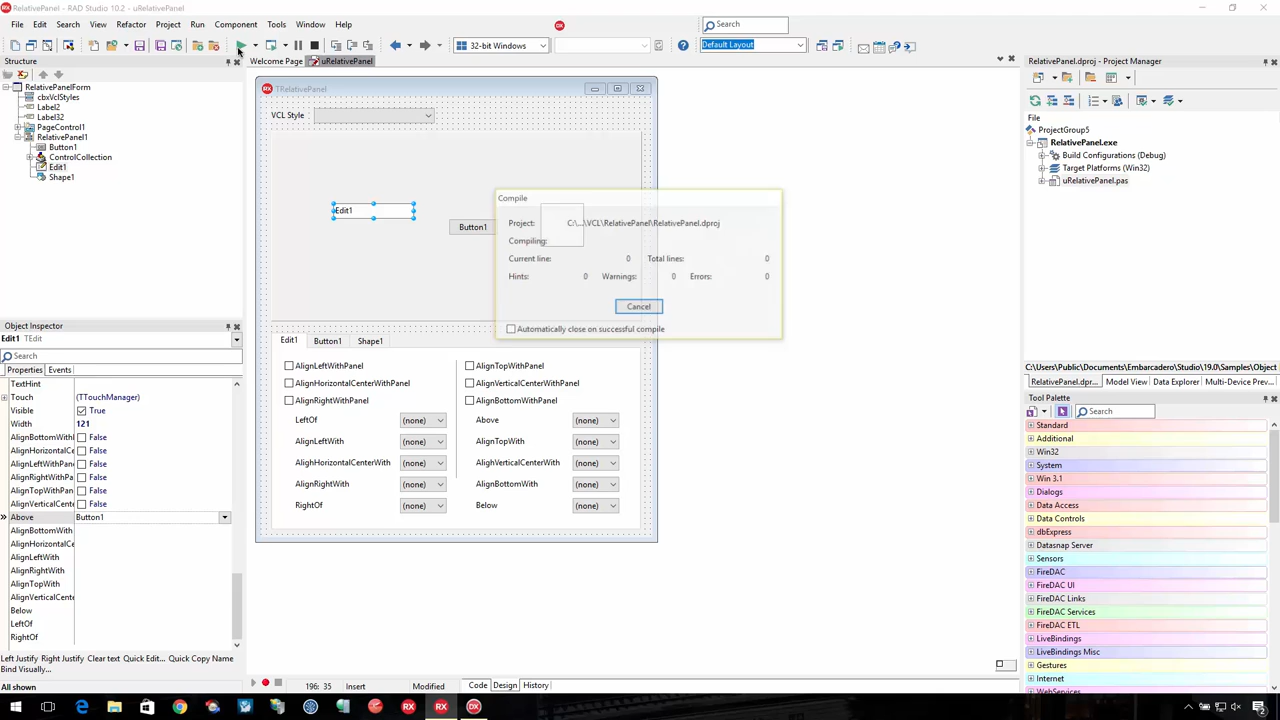 RelativePanel - RAD Studio 10.2 - uRelativePanel
File Edit Search View Refactor Project Run Component Tools Window Help
Search
32-bit Windows
Default Layout
Structure
Welcome Page uRelativePanel
RelativePanel.dproj - Project Manager
RelativePanelForm
cbxVclStyles
Label2
Label32
PageControl1
RelativePanel1
Button1
ControlCollection
Edit1
Shape1
TRelativePanel
VCL Style
Edit1
Button1
Compile
Project: C:\...\VCL\RelativePanel\RelativePanel.dproj
Compiling:
Current line: 0 Total lines: 0
Hints: 0 Warnings: 0 Errors: 0
Cancel
Automatically close on successful compile
Edit1 Button1 Shape1
AlignLeftWithPanel AlignTopWithPanel
AlignHorizontalCenterWithPanel AlignVerticalCenterWithPanel
AlignRightWithPanel AlignBottomWithPanel
LeftOf (none) Above (none)
AlignLeftWith (none) AlignTopWith (none)
AlighHorizontalCenterWith (none) AlighVerticalCenterWith (none)
AlignRightWith (none) AlignBottomWith (none)
RightOf (none) Below (none)
Object Inspector
Edit1 TEdit
Search
Properties Events
TextHint
Touch (TTouchManager)
Visible True
Width 121
AlignBottomWith False
AlignHorizontalC False
AlignLeftWithPan False
AlignRightWithPa False
AlignTopWithPan False
AlignVerticalCent False
Above Button1
AlignBottomWith
AlignHorizontalC
AlignLeftWith
AlignRightWith
AlignTopWith
AlignVerticalCente
Below
LeftOf
RightOf
Left Justify Right Justify Clear text Quick Edit... Quick Copy Name
Bind Visually...
All shown
196: 35 Insert Modified Code Design History
File
ProjectGroup5
RelativePanel.exe
Build Configurations (Debug)
Target Platforms (Win32)
uRelativePanel.pas
C:\Users\Public\Documents\Embarcadero\Studio\19.0\Samples\Object
RelativePanel.dpr... Model View Data Explorer Multi-Device Prev...
Tool Palette
Search
Standard
Additional
Win32
System
Win 3.1
Dialogs
Data Access
Data Controls
dbExpress
Datasnap Server
Sensors
FireDAC
FireDAC UI
FireDAC Links
FireDAC Services
FireDAC ETL
LiveBindings
LiveBindings Misc
Gestures
Internet
WebServices